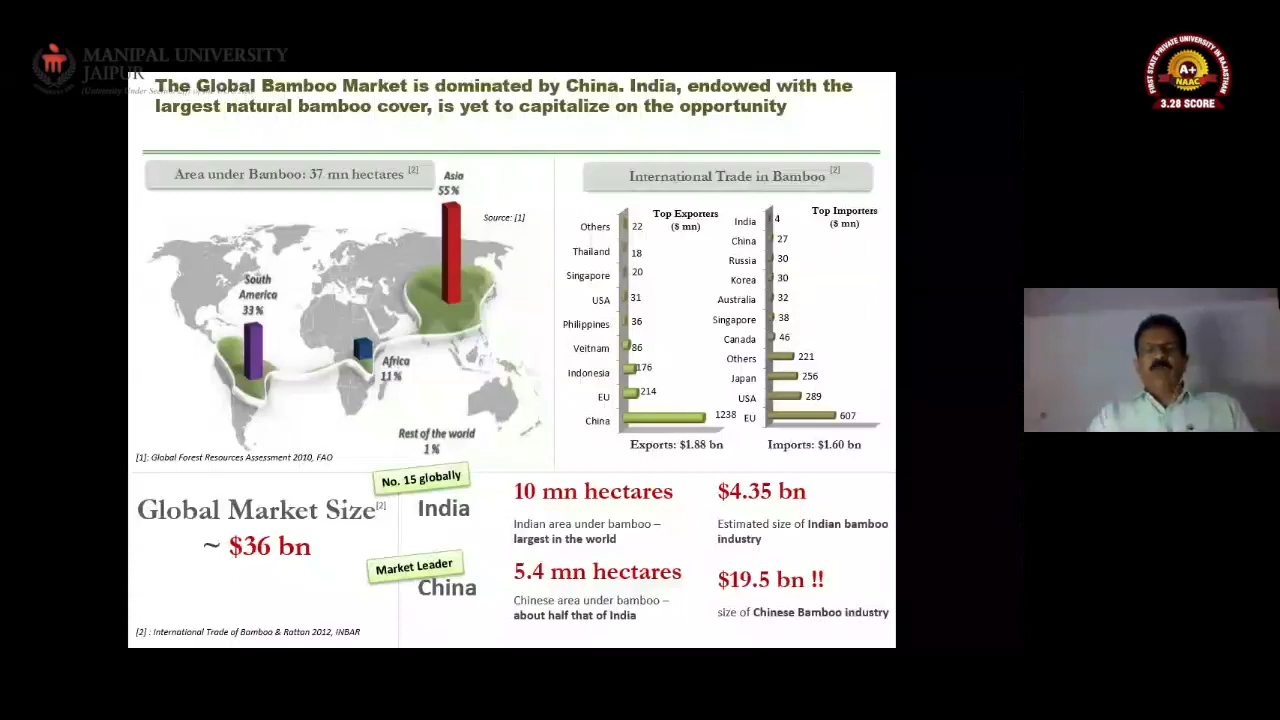 MANIPAL UNIVERSITY
JAIPUR
The Global Bamboo Market is dominated by China. India, endowed with the
largest natural bamboo cover, is yet to capitalize on the opportunity
FIRST STATE PRIVATE UNIVERSITY IN RAJASTHAN
A+
NAAC
3.28 SCORE
Area under Bamboo: 37 mn hectares [2]
Asia
55%
Source: [1]
South
America
33%
Africa
11%
Rest of the world
1%
[1]: Global Forest Resources Assessment 2010, FAO
International Trade in Bamboo [2]
Top Exporters
($ mn)
Others 22
Thailand 18
Singapore 20
USA 31
Philippines 36
Veitnam 86
Indonesia 176
EU 214
China 1238
Exports: $1.88 bn
Top Importers
($ mn)
India 4
China 27
Russia 30
Korea 30
Australia 32
Singapore 38
Canada 46
Others 221
Japan 256
USA 289
EU 607
Imports: $1.60 bn
Global Market Size[2]
~ $36 bn
[2] : International Trade of Bamboo & Rattan 2012, INBAR
No. 15 globally
India
10 mn hectares
Indian area under bamboo –
largest in the world
$4.35 bn
Estimated size of Indian bamboo
industry
Market Leader
China
5.4 mn hectares
Chinese area under bamboo –
about half that of India
$19.5 bn !!
size of Chinese Bamboo industry